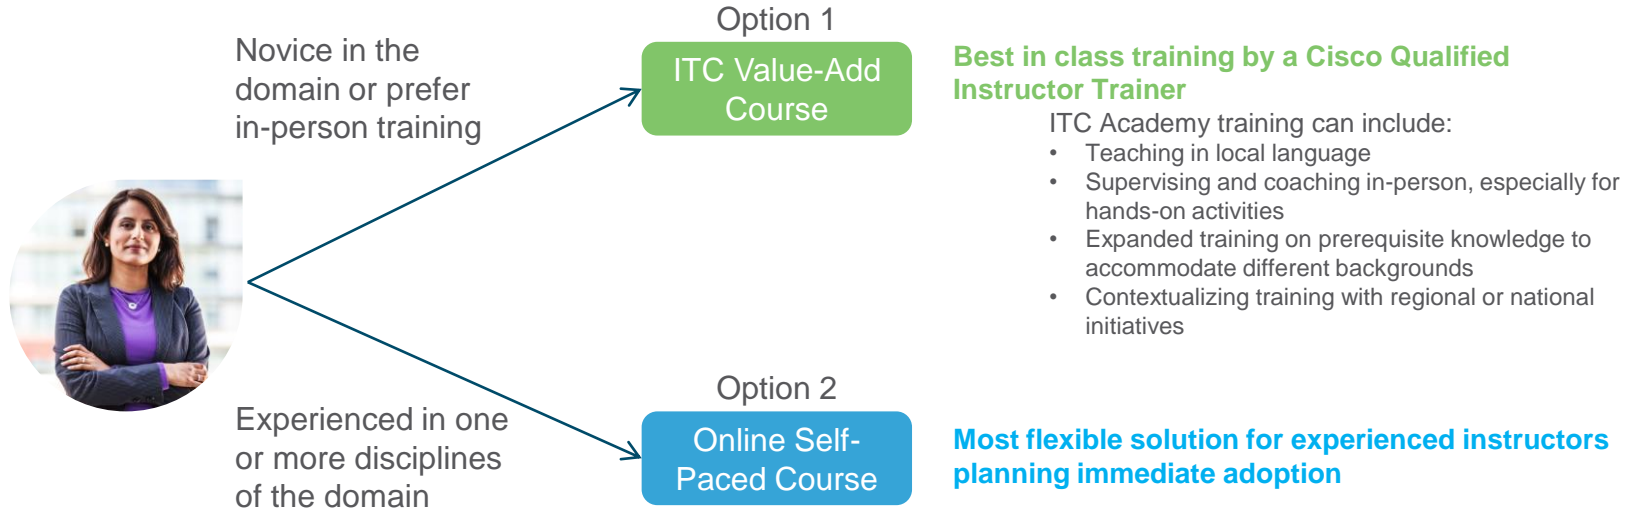 Option 1
Novice in the
domain or prefer
in-person training
ITC Value-Add
Course
Best in class training by a Cisco Qualified
Instructor Trainer
ITC Academy training can include:
• Teaching in local language
• Supervising and coaching in-person, especially for
hands-on activities
• Expanded training on prerequisite knowledge to
accommodate different backgrounds
• Contextualizing training with regional or national
initiatives
Option 2
Experienced in one
or more disciplines
of the domain
Online Self-
Paced Course
Most flexible solution for experienced instructors
planning immediate adoption